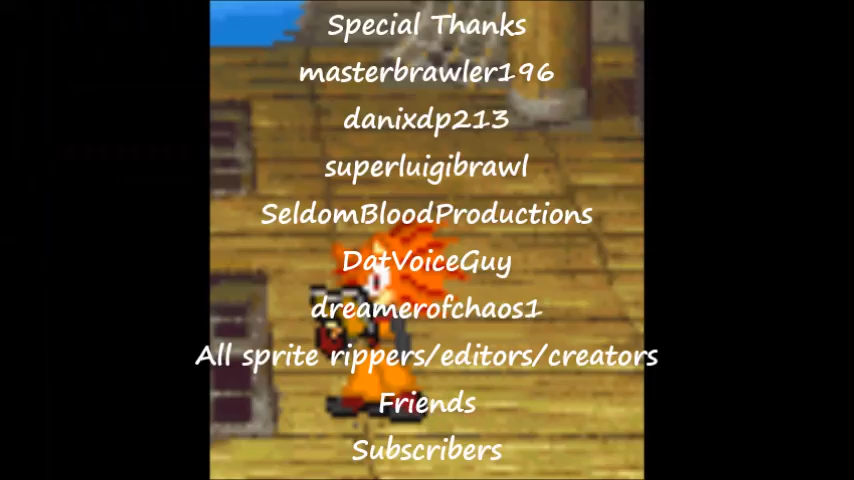 Special Thanks
masterbrawler196
danixdp213
superluigibrawl
SeldomBloodProductions
DatVoiceGuy
dreamerofchaos1
All sprite rippers/editors/creators
Friends
Subscribers